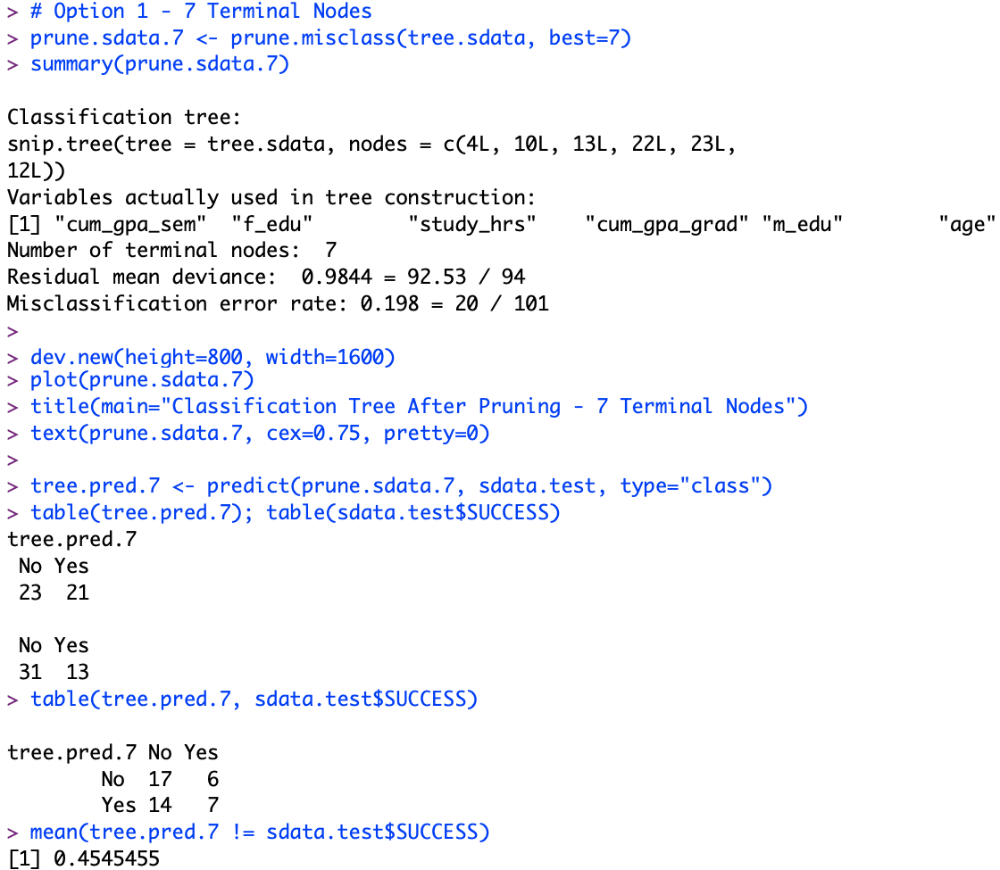 > # Option 1 - 7 Terminal Nodes
> prune.sdata.7 <- prune.misclass(tree.sdata, best=7)
> summary(prune.sdata.7)

Classification tree:
snip.tree(tree = tree.sdata, nodes = c(4L, 10L, 13L, 22L, 23L,
12L))
Variables actually used in tree construction:
[1] "cum_gpa_sem"  "f_edu"        "study_hrs"    "cum_gpa_grad" "m_edu"        "age"
Number of terminal nodes:  7
Residual mean deviance:  0.9844 = 92.53 / 94
Misclassification error rate: 0.198 = 20 / 101
>
> dev.new(height=800, width=1600)
> plot(prune.sdata.7)
> title(main="Classification Tree After Pruning - 7 Terminal Nodes")
> text(prune.sdata.7, cex=0.75, pretty=0)
>
> tree.pred.7 <- predict(prune.sdata.7, sdata.test, type="class")
> table(tree.pred.7); table(sdata.test$SUCCESS)
tree.pred.7
 No Yes
 23  21

 No Yes
 31  13
> table(tree.pred.7, sdata.test$SUCCESS)

tree.pred.7 No Yes
        No  17   6
        Yes 14   7
> mean(tree.pred.7 != sdata.test$SUCCESS)
[1] 0.4545455